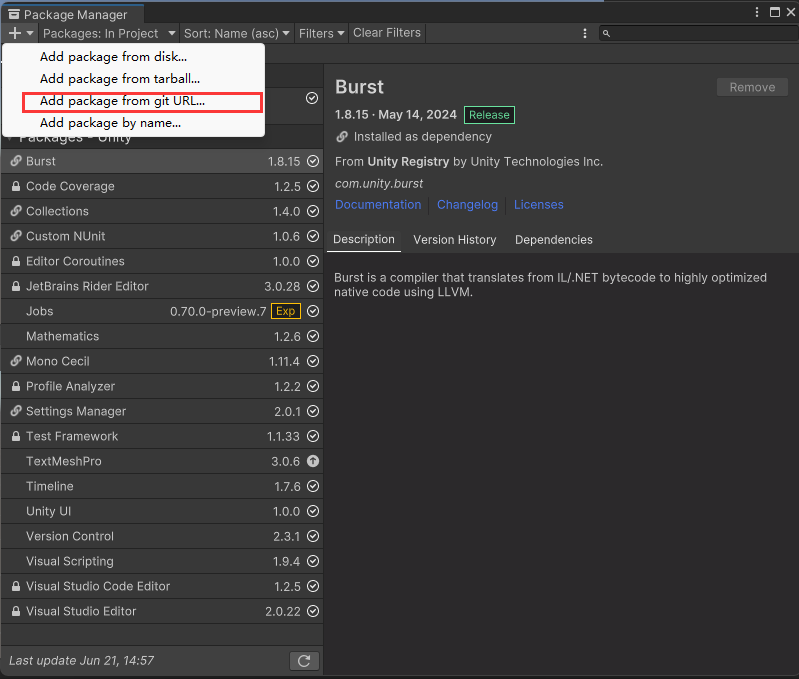 Package Manager
Packages: In Project
Sort: Name (asc)
Filters
Clear Filters
Add package from disk...
Add package from tarball...
Add package from git URL...
Add package by name...
Packages - Unity
Burst 1.8.15
Code Coverage 1.2.5
Collections 1.4.0
Custom NUnit 1.0.6
Editor Coroutines 1.0.0
JetBrains Rider Editor 3.0.28
Jobs 0.70.0-preview.7 Exp
Mathematics 1.2.6
Mono Cecil 1.11.4
Profile Analyzer 1.2.2
Settings Manager 2.0.1
Test Framework 1.1.33
TextMeshPro 3.0.6
Timeline 1.7.6
Unity UI 1.0.0
Version Control 2.3.1
Visual Scripting 1.9.4
Visual Studio Code Editor 1.2.5
Visual Studio Editor 2.0.22
Last update Jun 21, 14:57
Burst
Remove
1.8.15 · May 14, 2024 Release
Installed as dependency
From Unity Registry by Unity Technologies Inc.
com.unity.burst
Documentation Changelog Licenses
Description Version History Dependencies
Burst is a compiler that translates from IL/.NET bytecode to highly optimized
native code using LLVM.